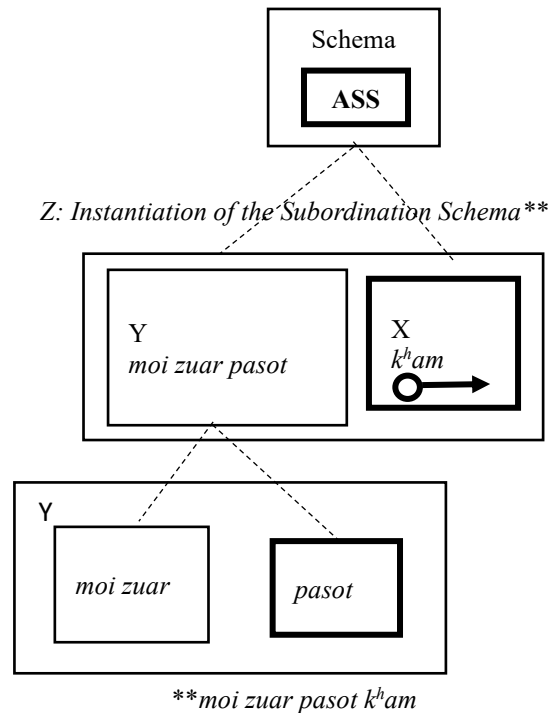 Schema
ASS
Z: Instantiation of the Subordination Schema**
Y
moi zuar pasot
X
kʰam
Y
moi zuar
pasot
**moi zuar pasot kʰam